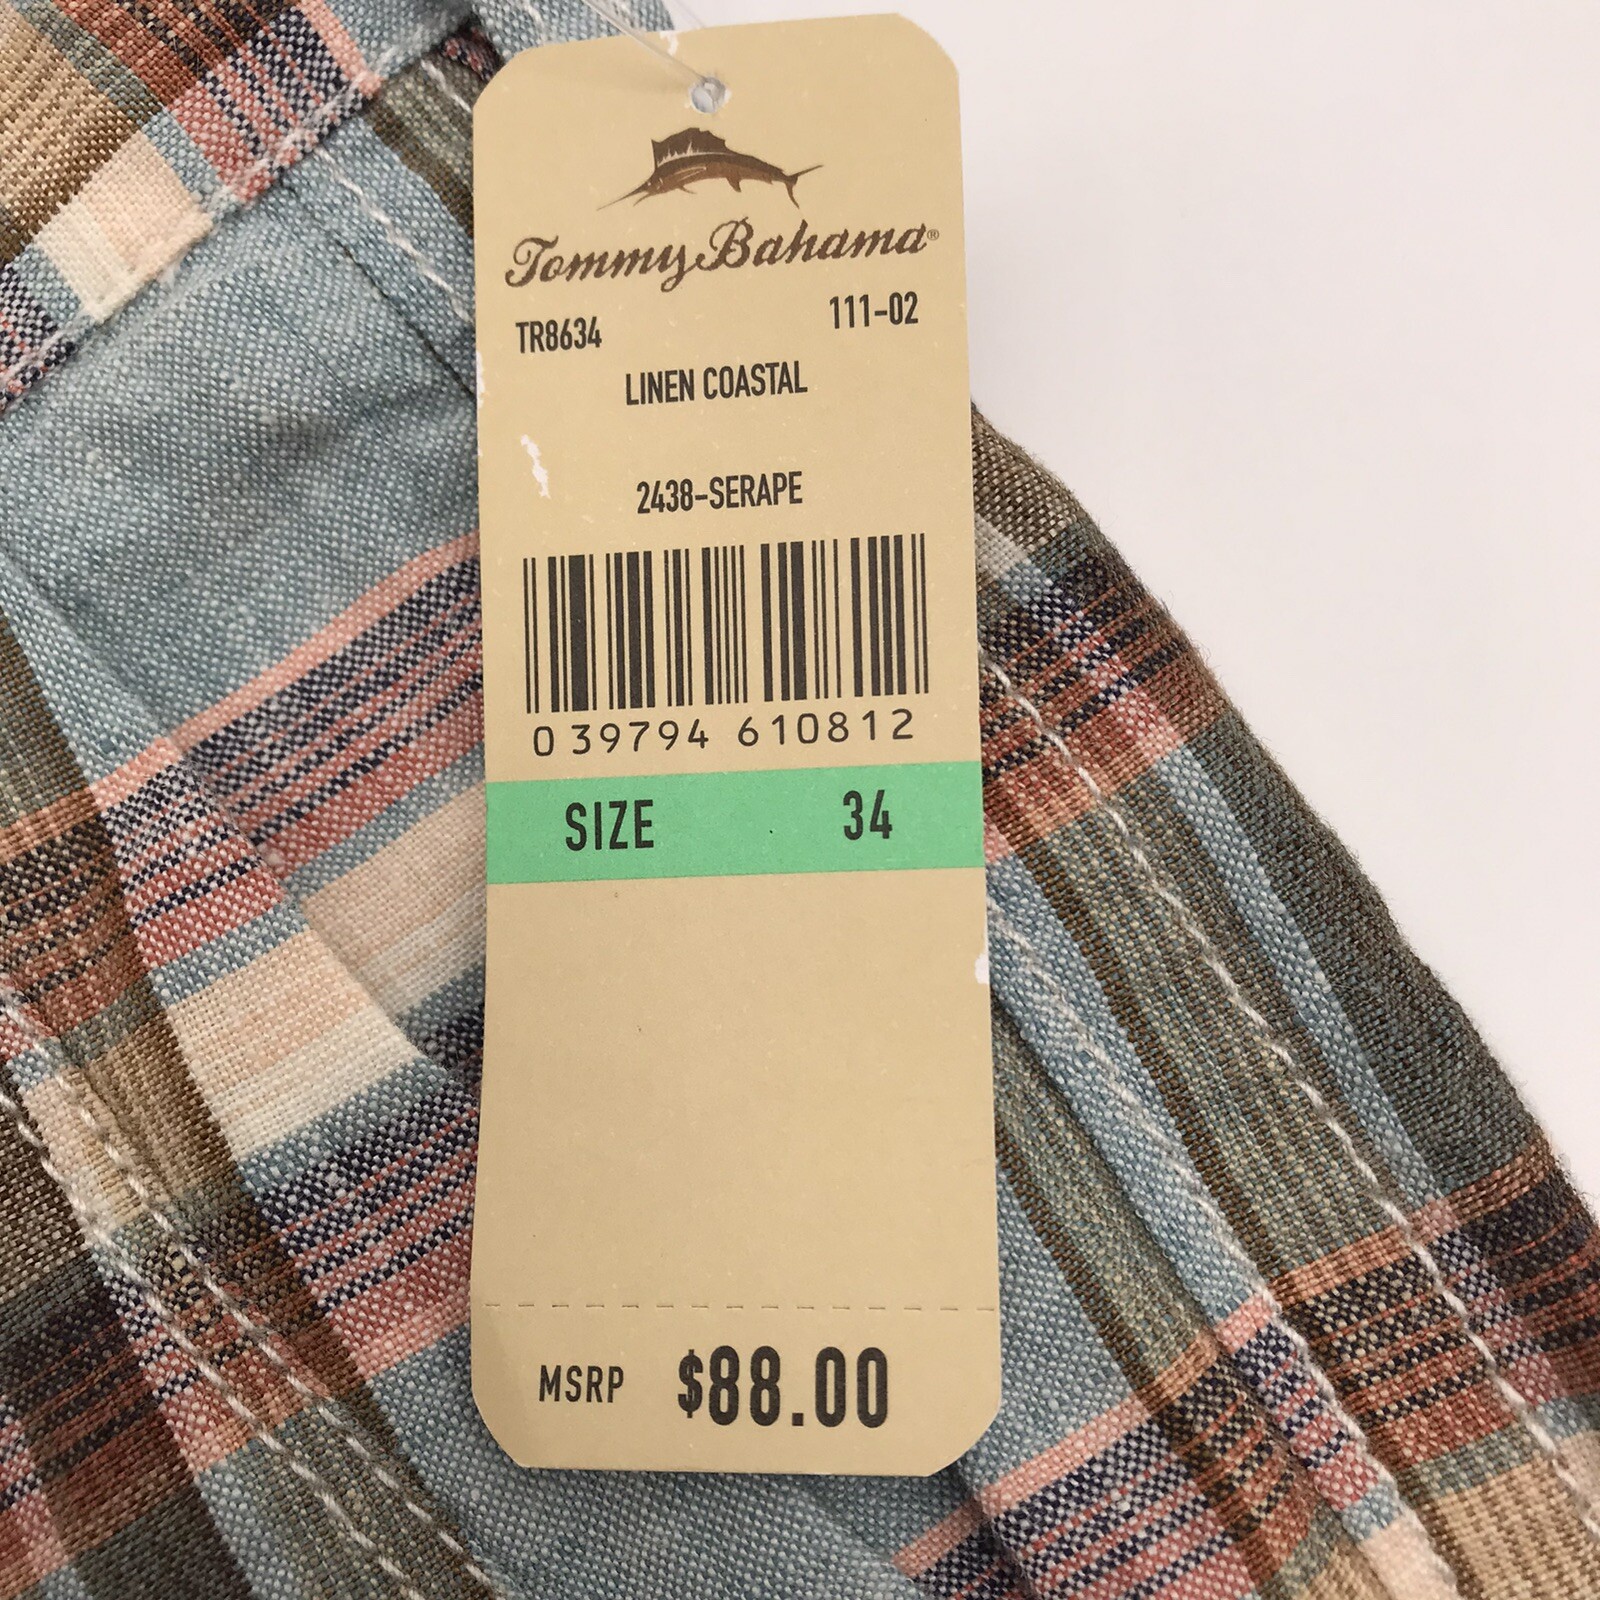 Tommy Bahama®
TR8634 111-02
LINEN COASTAL
2438-SERAPE
0 39794 610812
SIZE 34
MSRP $88.00